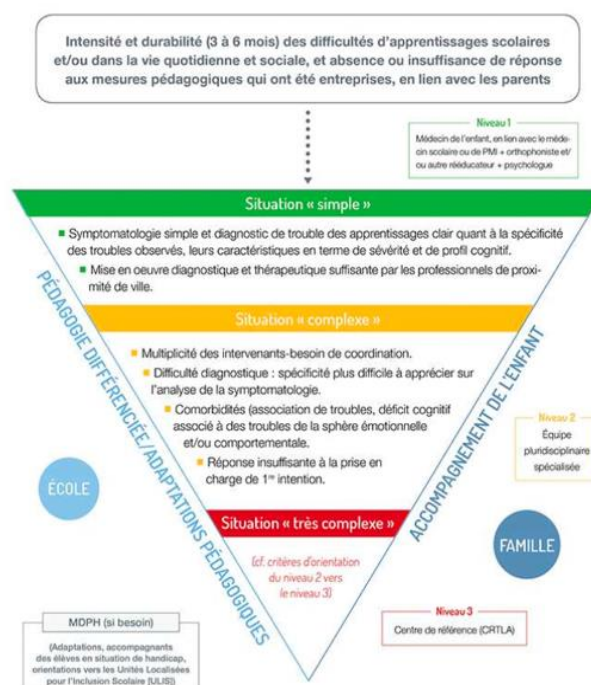 Intensité et durabilité (3 à 6 mois) des difficultés d'apprentissages scolaires
et/ou dans la vie quotidienne et sociale, et absence ou insuffisance de réponse
aux mesures pédagogiques qui ont été entreprises, en lien avec les parents
Niveau 1
Médecin de l'enfant, en lien avec le méde-
cin scolaire ou de PMI + orthophoniste et/
ou autre rééducateur + psychologue
Situation « simple »
Symptomatologie simple et diagnostic de trouble des apprentissages clair quant à la spécificité
des troubles observés, leurs caractéristiques en terme de sévérité et de profil cognitif.
Mise en oeuvre diagnostique et thérapeutique suffisante par les professionnels de proxi-
mité de ville.
Situation « complexe »
Multiplicité des intervenants-besoin de coordination.
Difficulté diagnostique : spécificité plus difficile à apprécier sur
l'analyse de la symptomatologie.
Comorbidités (association de troubles, déficit cognitif
associé à des troubles de la sphère émotionnelle
et/ou comportementale.
Réponse insuffisante à la prise en
charge de 1re intention.
Situation « très complexe »
(cf. critères d'orientation
du niveau 2 vers
le niveau 3)
PÉDAGOGIE DIFFÉRENCIÉE/ADAPTATIONS PÉDAGOGIQUES
ACCOMPAGNEMENT DE L'ENFANT
Niveau 2
Équipe
pluridisciplinaire
spécialisée
ÉCOLE
FAMILLE
Niveau 3
Centre de référence (CRTLA)
MDPH (si besoin)
(Adaptations, accompagnants
des élèves en situation de handicap,
orientations vers les Unités Localisées
pour l'Inclusion Scolaire [ULIS])